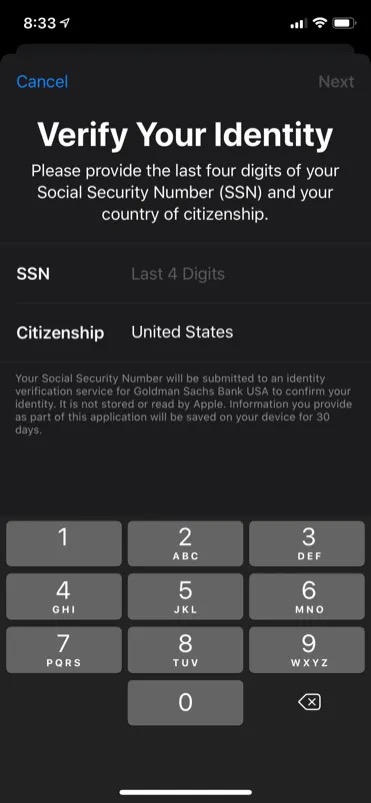 8:33
Cancel
Next
Verify Your Identity
Please provide the last four digits of your
Social Security Number (SSN) and your
country of citizenship.
SSN
Last 4 Digits
Citizenship
United States
Your Social Security Number will be submitted to an identity
verification service for Goldman Sachs Bank USA to confirm your
identity. It is not stored or read by Apple. Information you provide
as part of this application will be saved on your device for 30
days.
1
2
ABC
3
DEF
4
GHI
5
JKL
6
MNO
7
PQRS
8
TUV
9
WXYZ
0